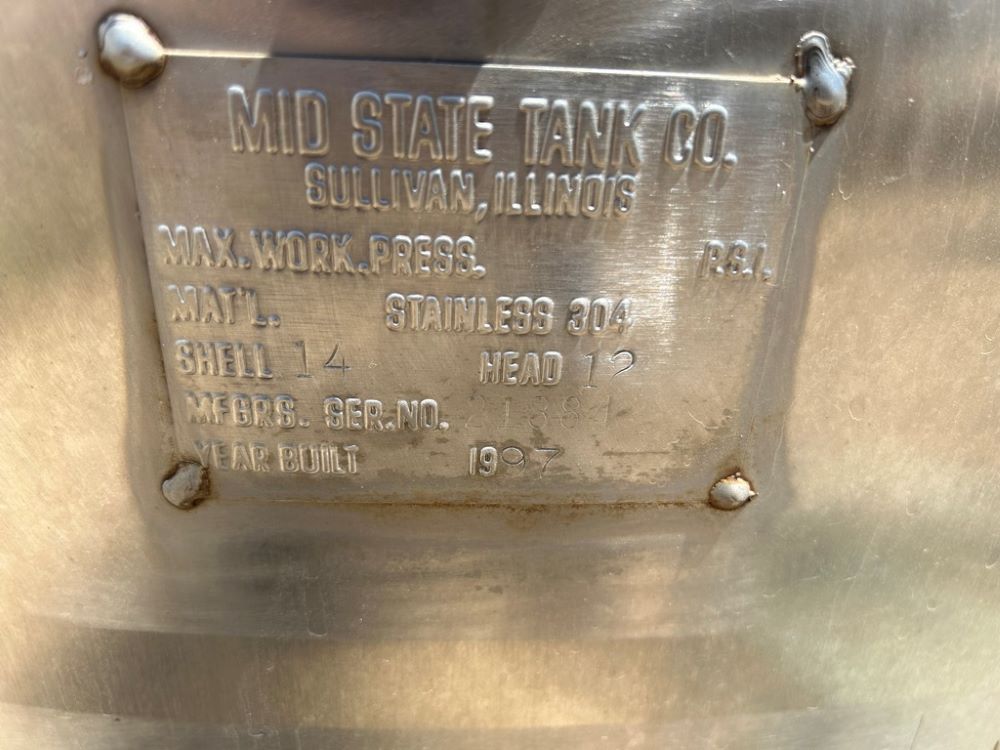 MID STATE TANK CO.
SULLIVAN, ILLINOIS
MAX. WORK. PRESS. P.S.I.
MAT'L. STAINLESS 304
SHELL 14 HEAD 12
MFGRS. SER. NO.
YEAR BUILT 1997